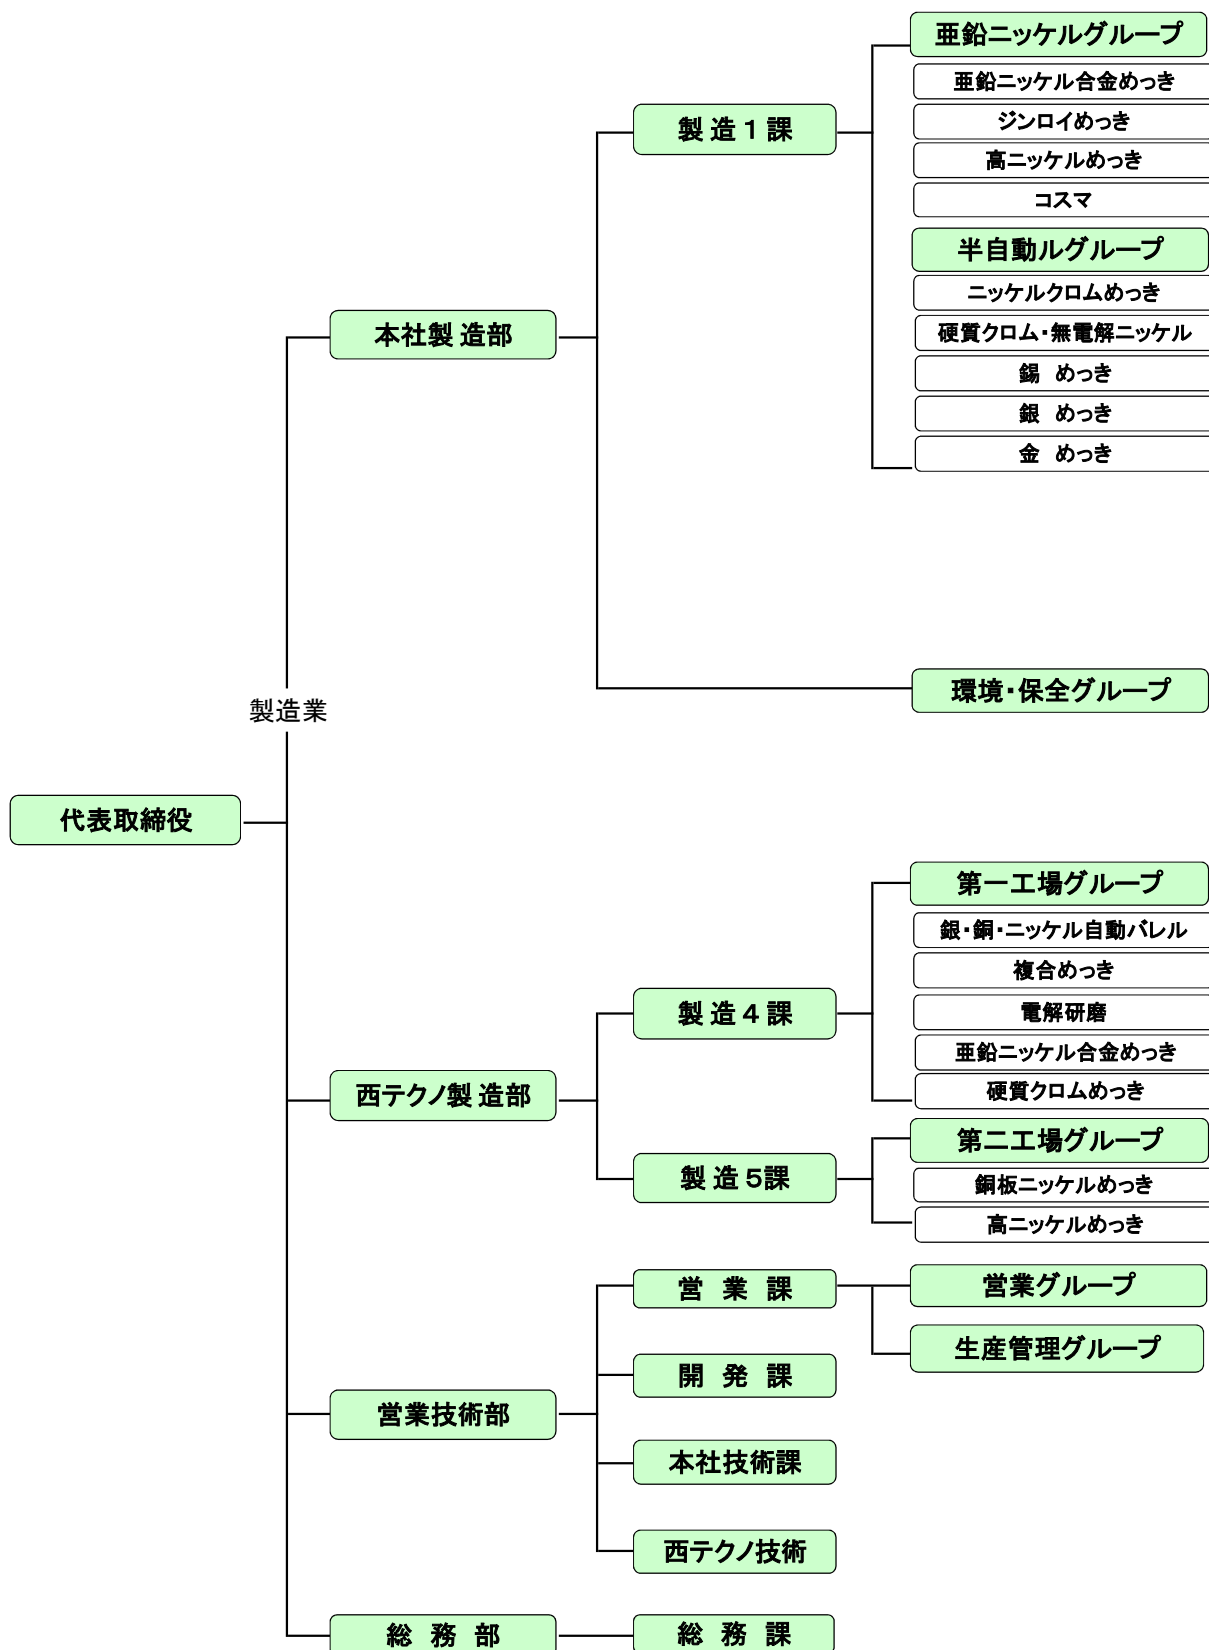 亜鉛ニッケルグループ
亜鉛ニッケル合金めっき
製 造 1 課
ジンロイめっき
高ニッケルめっき
コスマ
半自動ルグループ
ニッケルクロムめっき
本社製 造部
硬質クロム・無電解ニッケル
錫 めっき
銀 めっき
金 めっき
環境・保全グループ
製造業
代表取締役
第一工場グループ
銀・銅・ニッケル自動バレル
複合めっき
製 造 4 課
電解研磨
亜鉛ニッケル合金めっき
西テクノ製 造部
硬質クロムめっき
第二工場グループ
製 造 5課
銅板ニッケルめっき
高ニッケルめっき
営 業 課
営業グループ
生産管理グループ
開 発 課
営業技術部
本社技術課
西テクノ技術
総 務 部
総 務 課